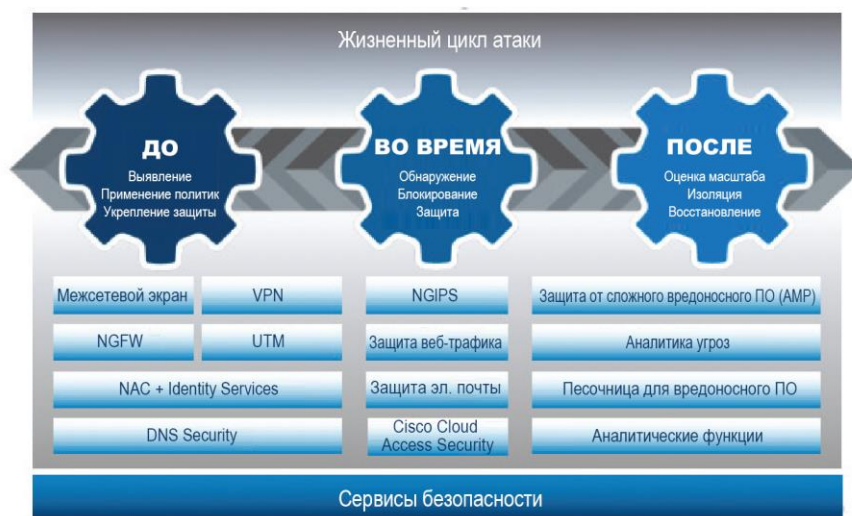 Жизненный цикл атаки
ДО
Выявление
Применение политик
Укрепление защиты
ВО ВРЕМЯ
Обнаружение
Блокирование
Защита
ПОСЛЕ
Оценка масштаба
Изоляция
Восстановление
Межсетевой экран
VPN
NGFW
UTM
NAC + Identity Services
DNS Security
NGIPS
Защита веб-трафика
Защита эл. почты
Cisco Cloud
Access Security
Защита от сложного вредоносного ПО (AMP)
Аналитика угроз
Песочница для вредоносного ПО
Аналитические функции
Сервисы безопасности